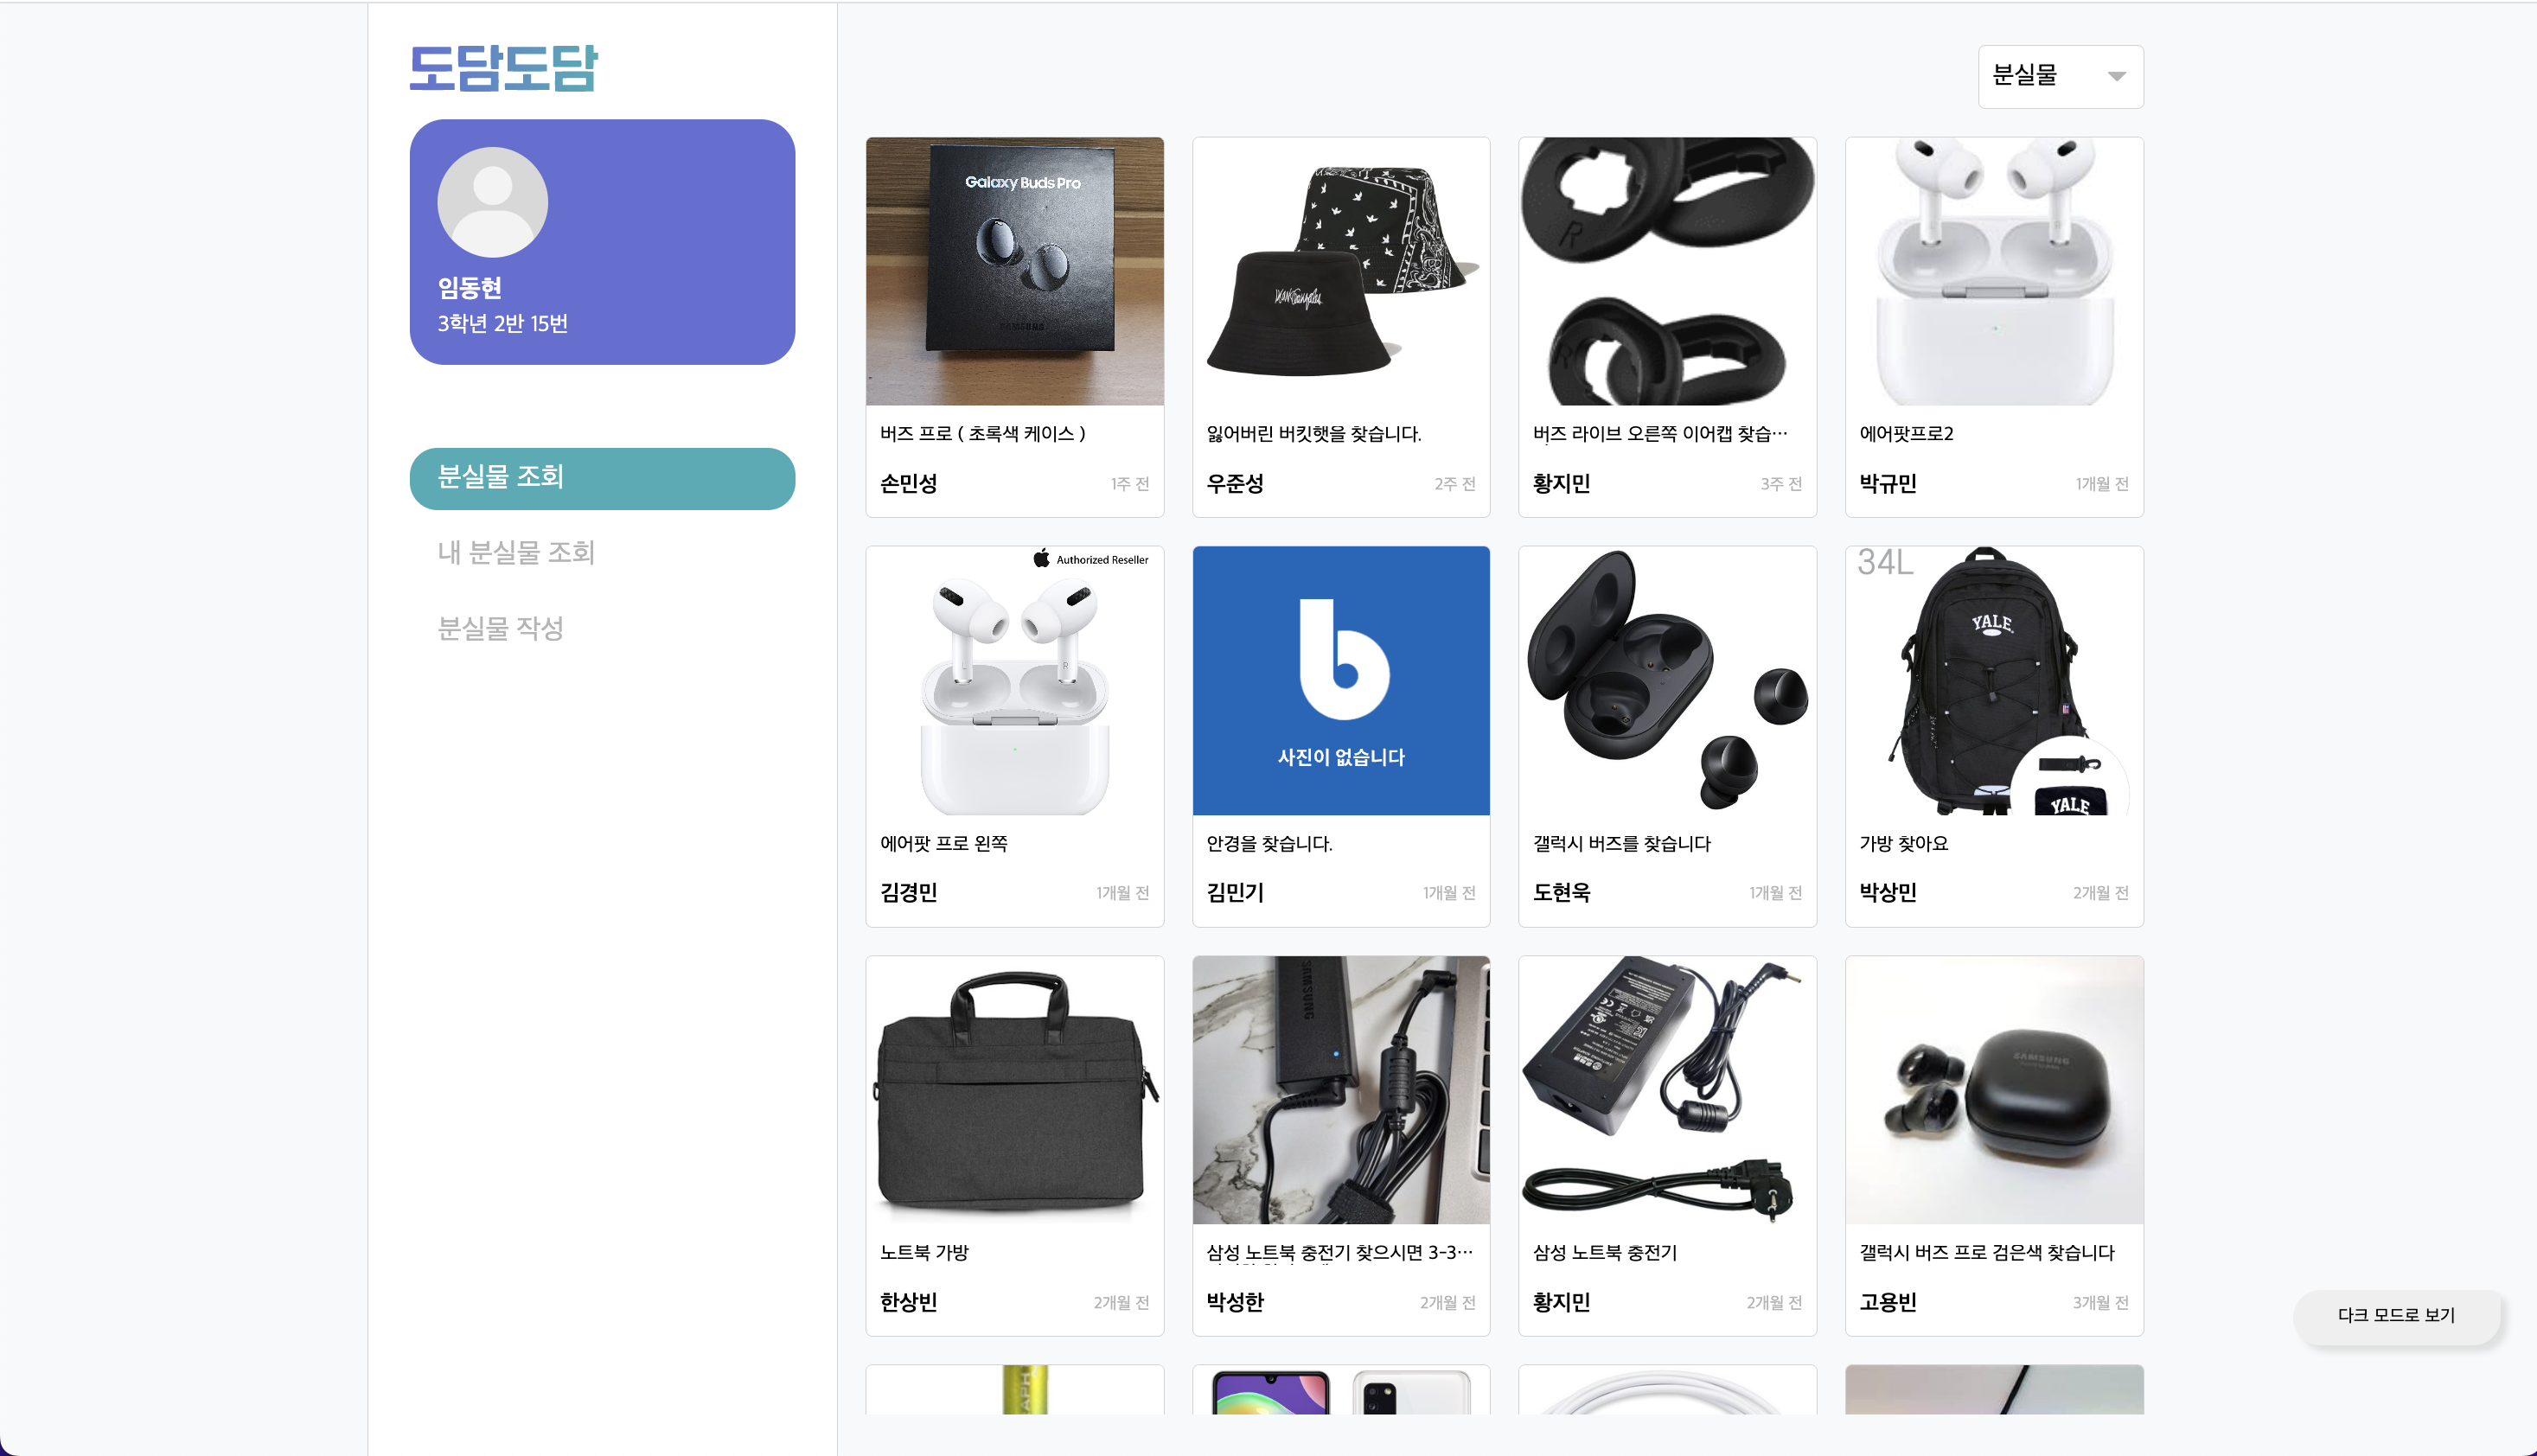 도담도담
임동현
3학년 2반 15번
분실물 조회
내 분실물 조회
분실물 작성
분실물
Galaxy Buds Pro
SAMSUNG
버즈 프로 ( 초록색 케이스 )
손민성
1주 전
잃어버린 버킷햇을 찾습니다.
우준성
2주 전
R
R
버즈 라이브 오른쪽 이어캡 찾습…
황지민
3주 전
에어팟프로2
박규민
1개월 전
Authorized Reseller
L
R
에어팟 프로 왼쪽
김경민
1개월 전
b
사진이 없습니다
안경을 찾습니다.
김민기
1개월 전
갤럭시 버즈를 찾습니다
도현욱
1개월 전
34L
YALE
YALE
가방 찾아요
박상민
2개월 전
노트북 가방
한상빈
2개월 전
SAMSUNG
삼성 노트북 충전기 찾으시면 3-3…
박성한
2개월 전
삼성 노트북 충전기
황지민
2개월 전
SAMSUNG
갤럭시 버즈 프로 검은색 찾습니다
고용빈
3개월 전
APH
다크 모드로 보기